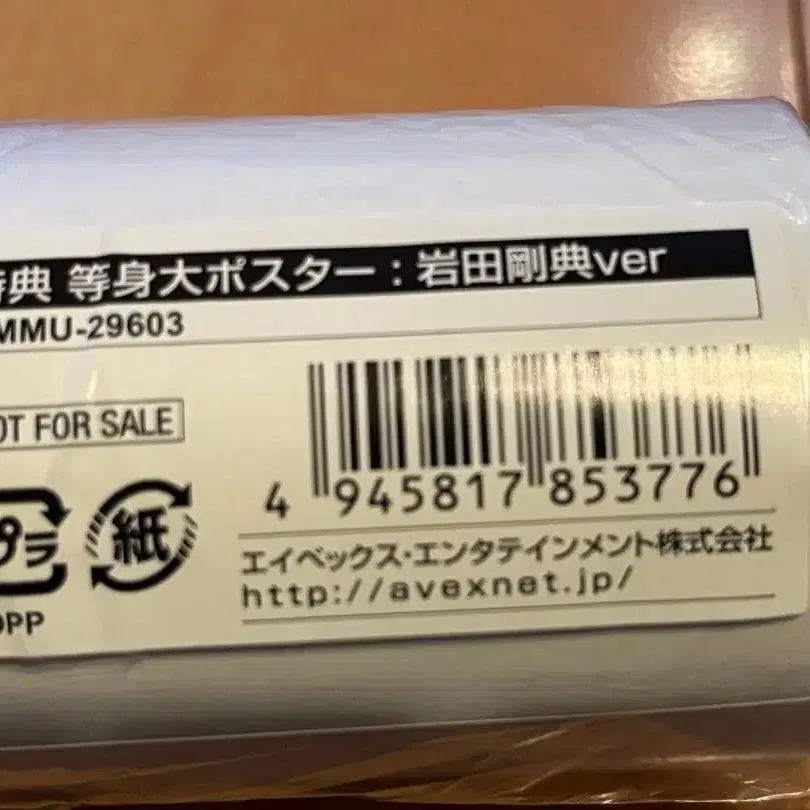 特典 等身大ポスター：岩田剛典ver
MMU-29603
OT FOR SALE
4 945817 853776
プラ
紙
エイベックス・エンタテインメント株式会社
http://avexnet.jp/
OPP